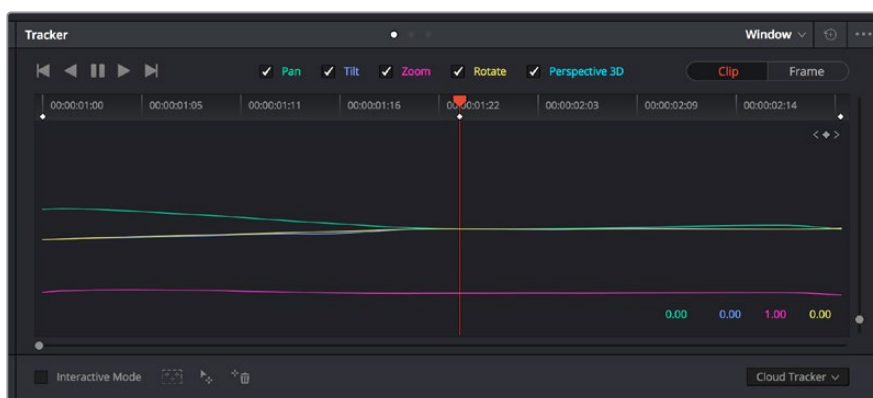 Tracker
Window
Pan
Tilt
Zoom
Rotate
Perspective 3D
Clip
Frame
00:00:01:00
00:00:01:05
00:00:01:11
00:00:01:16
00:00:01:22
00:00:02:03
00:00:02:09
00:00:02:14
0.00
0.00
1.00
0.00
Interactive Mode
Cloud Tracker